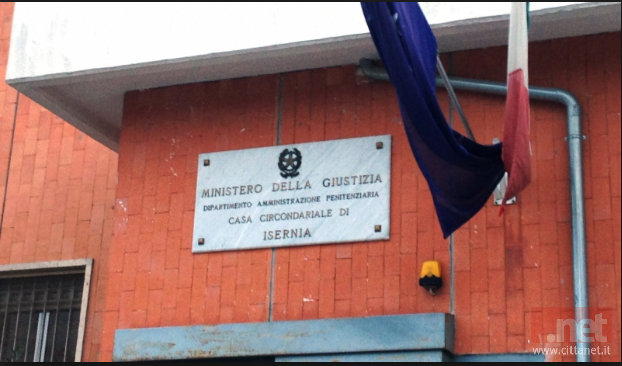 MINISTERO DELLA GIUSTIZIA
DIPARTIMENTO AMMINISTRAZIONE PENITENZIARIA
CASA CIRCONDARIALE DI
ISERNIA
.net
www.cittanet.it